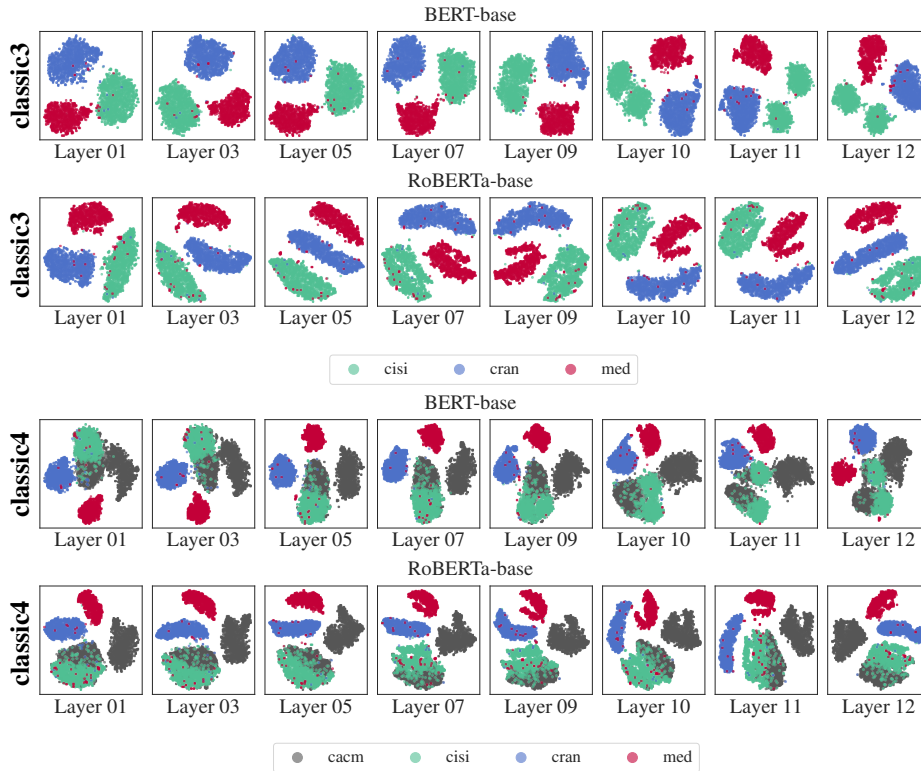 BERT-base
classic3
Layer 01 Layer 03 Layer 05 Layer 07 Layer 09 Layer 10 Layer 11 Layer 12
RoBERTa-base
classic3
Layer 01 Layer 03 Layer 05 Layer 07 Layer 09 Layer 10 Layer 11 Layer 12
cisi cran med
BERT-base
classic4
Layer 01 Layer 03 Layer 05 Layer 07 Layer 09 Layer 10 Layer 11 Layer 12
RoBERTa-base
classic4
Layer 01 Layer 03 Layer 05 Layer 07 Layer 09 Layer 10 Layer 11 Layer 12
cacm cisi cran med